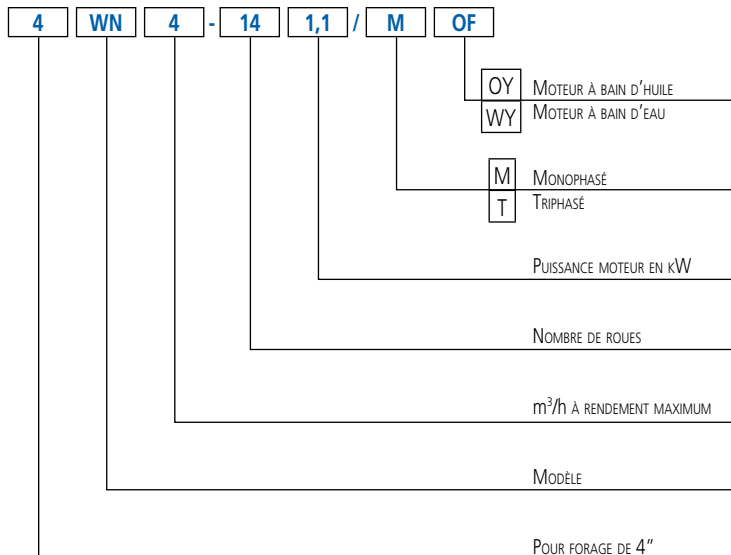 4 WN 4 - 14 1,1 / M OF
OY Moteur à bain d'huile
WY Moteur à bain d'eau
M Monophasé
T Triphasé
Puissance moteur en kW
Nombre de roues
m³/h à rendement maximum
Modèle
Pour forage de 4"